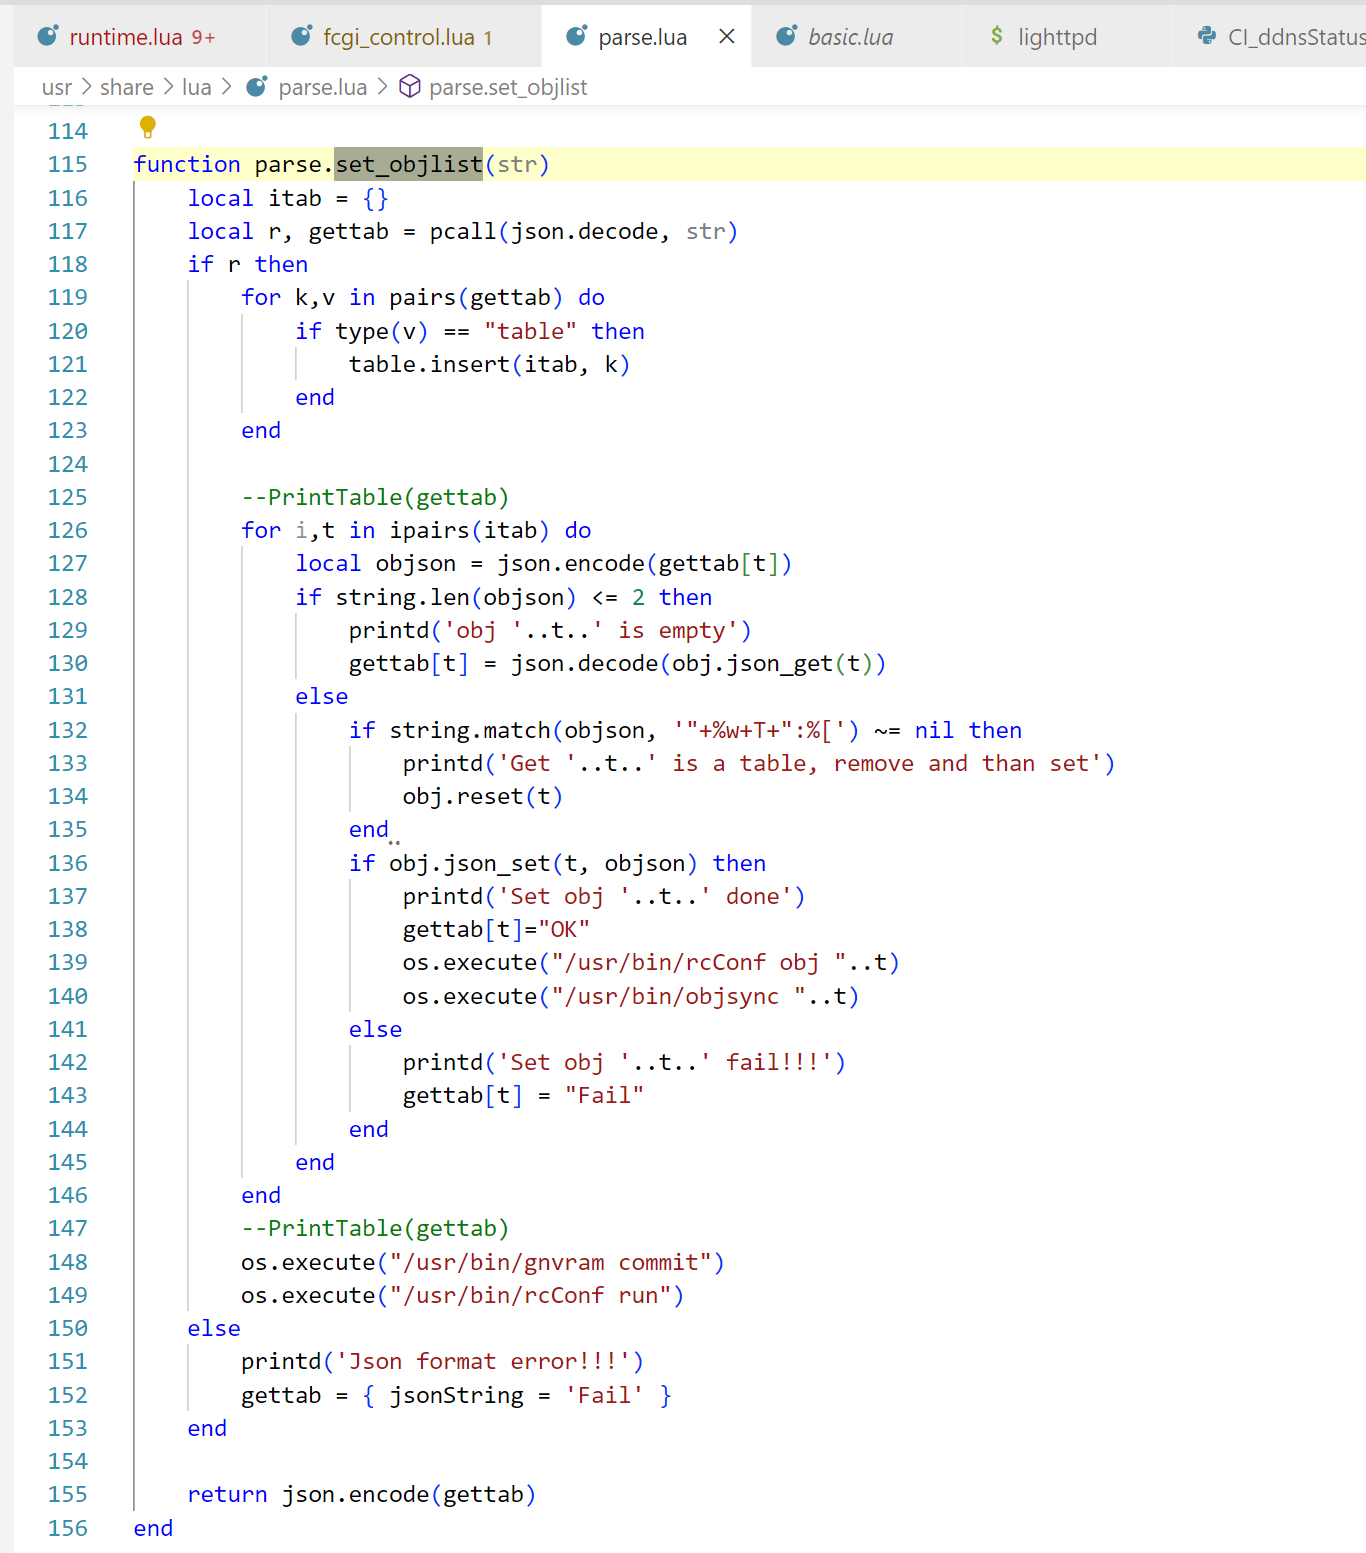 runtime.lua 9+ fcgi_control.lua 1 parse.lua basic.lua $ lighttpd CI_ddnsStatus
usr > share > lua > parse.lua > parse.set_objlist
114
115 function parse.set_objlist(str)
116     local itab = {}
117     local r, gettab = pcall(json.decode, str)
118     if r then
119         for k,v in pairs(gettab) do
120             if type(v) == "table" then
121                 table.insert(itab, k)
122             end
123         end
124
125         --PrintTable(gettab)
126         for i,t in ipairs(itab) do
127             local objson = json.encode(gettab[t])
128             if string.len(objson) <= 2 then
129                 printd('obj '..t..' is empty')
130                 gettab[t] = json.decode(obj.json_get(t))
131             else
132                 if string.match(objson, '"+%w+T+":%[') ~= nil then
133                     printd('Get '..t..' is a table, remove and than set')
134                     obj.reset(t)
135                 end
136                 if obj.json_set(t, objson) then
137                     printd('Set obj '..t..' done')
138                     gettab[t]="OK"
139                     os.execute("/usr/bin/rcConf obj "..t)
140                     os.execute("/usr/bin/objsync "..t)
141                 else
142                     printd('Set obj '..t..' fail!!!')
143                     gettab[t] = "Fail"
144                 end
145             end
146         end
147         --PrintTable(gettab)
148         os.execute("/usr/bin/gnvram commit")
149         os.execute("/usr/bin/rcConf run")
150     else
151         printd('Json format error!!!')
152         gettab = { jsonString = 'Fail' }
153     end
154
155     return json.encode(gettab)
156 end